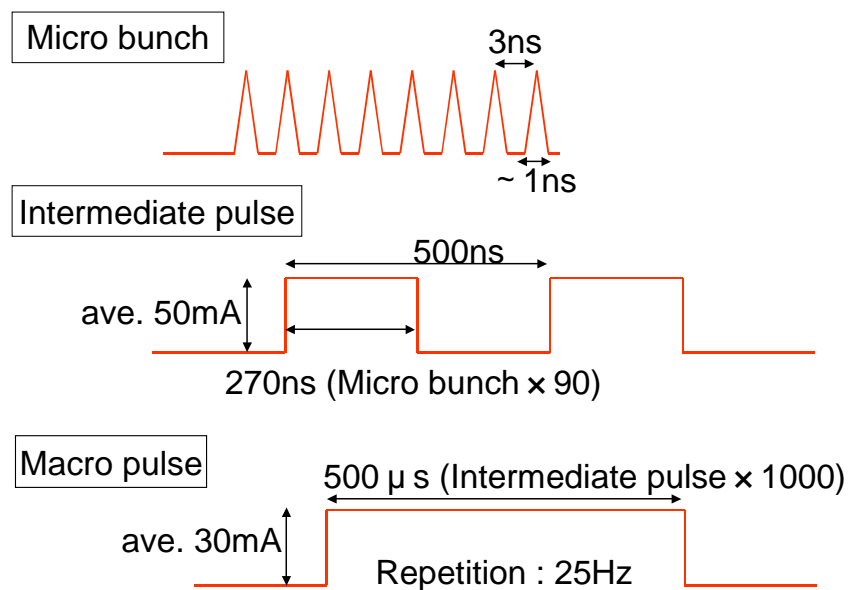 Micro bunch
3ns
~ 1ns
Intermediate pulse
500ns
ave. 50mA
270ns (Micro bunch × 90)
Macro pulse
500 μ s (Intermediate pulse × 1000)
ave. 30mA
Repetition : 25Hz